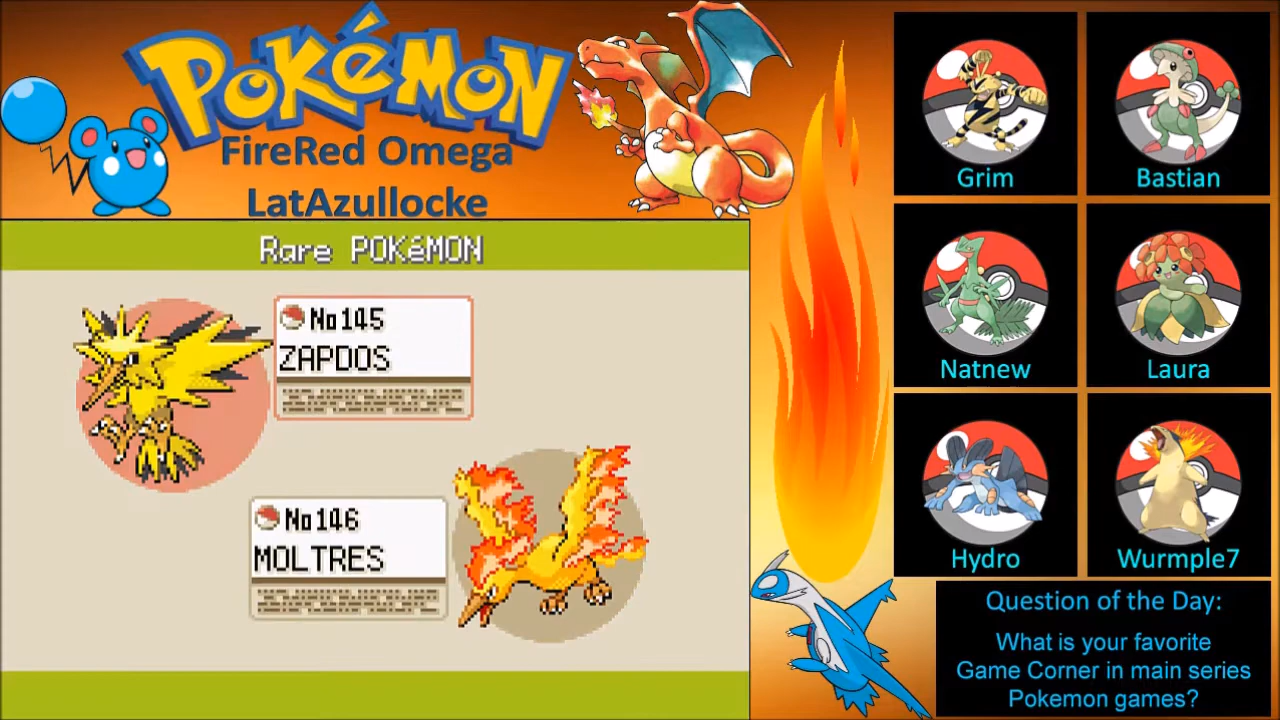 POKéMON
FireRed Omega
LatAzullocke
Rare POKéMON
No145
ZAPDOS
No146
MOLTRES
Grim
Bastian
Natnew
Laura
Hydro
Wurmple7
Question of the Day:
What is your favorite
Game Corner in main series
Pokemon games?